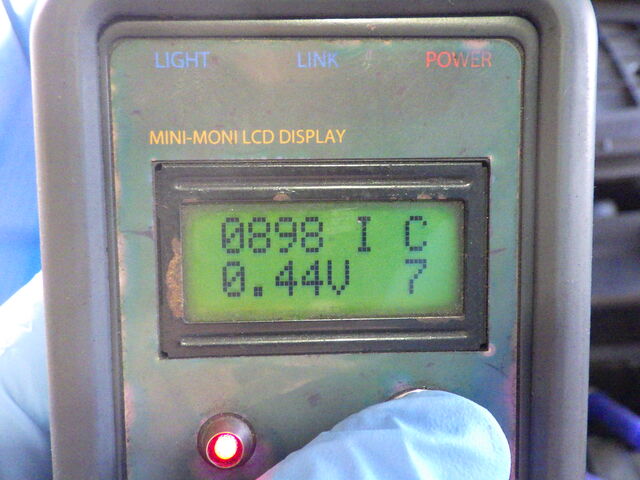 LIGHT LINK POWER
MINI-MONI LCD DISPLAY
0898 I C
0.44V 7